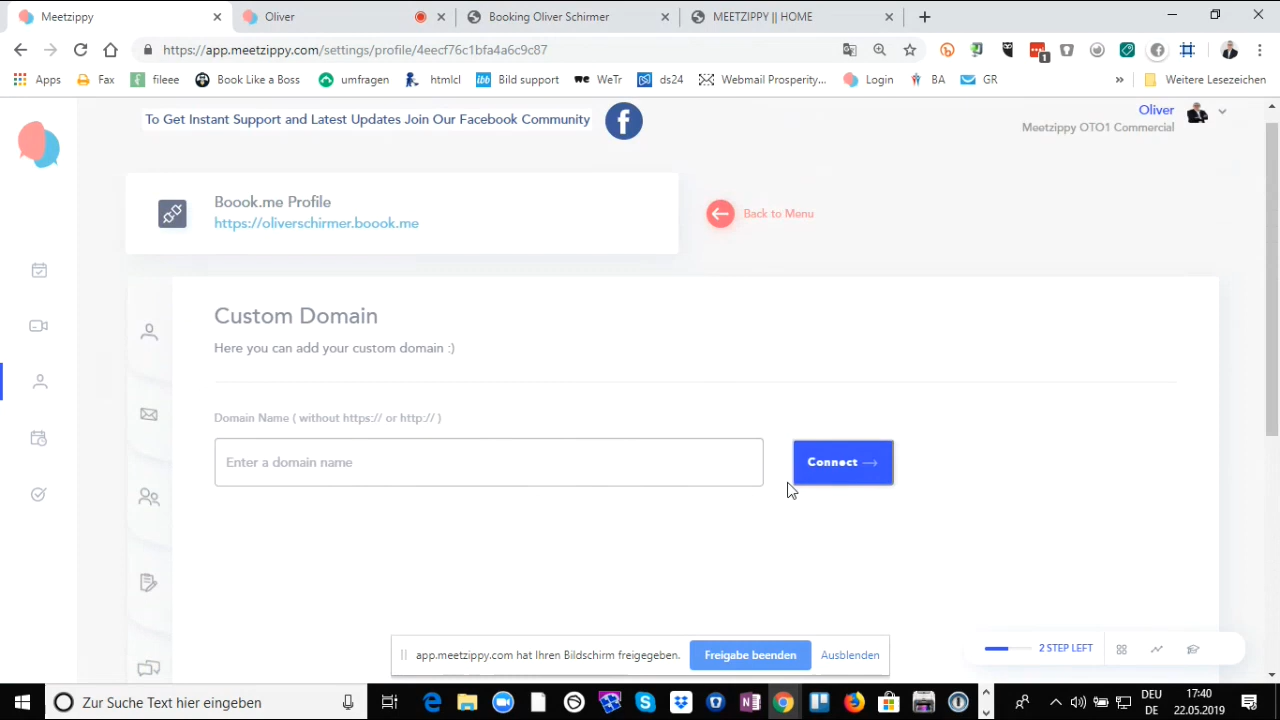 Meetzippy
Oliver
Booking Oliver Schirmer
MEETZIPPY || HOME
https://app.meetzippy.com/settings/profile/4eecf76c1bfa4a6c9c87
1
Apps
Fax
fileee
Book Like a Boss
umfragen
htmlcl
ibb
Bild support
WeTr
ds24
Webmail Prosperity...
Login
BA
GR
»
Weitere Lesezeichen
To Get Instant Support and Latest Updates Join Our Facebook Community
Oliver
Meetzippy OTO1 Commercial
Boook.me Profile
https://oliverschirmer.boook.me
Back to Menu
Custom Domain
Here you can add your custom domain :)
Domain Name ( without https:// or http:// )
Enter a domain name
Connect
app.meetzippy.com hat Ihren Bildschirm freigegeben.
Freigabe beenden
Ausblenden
2 STEP LEFT
Zur Suche Text hier eingeben
DEU
DE
17:40
22.05.2019